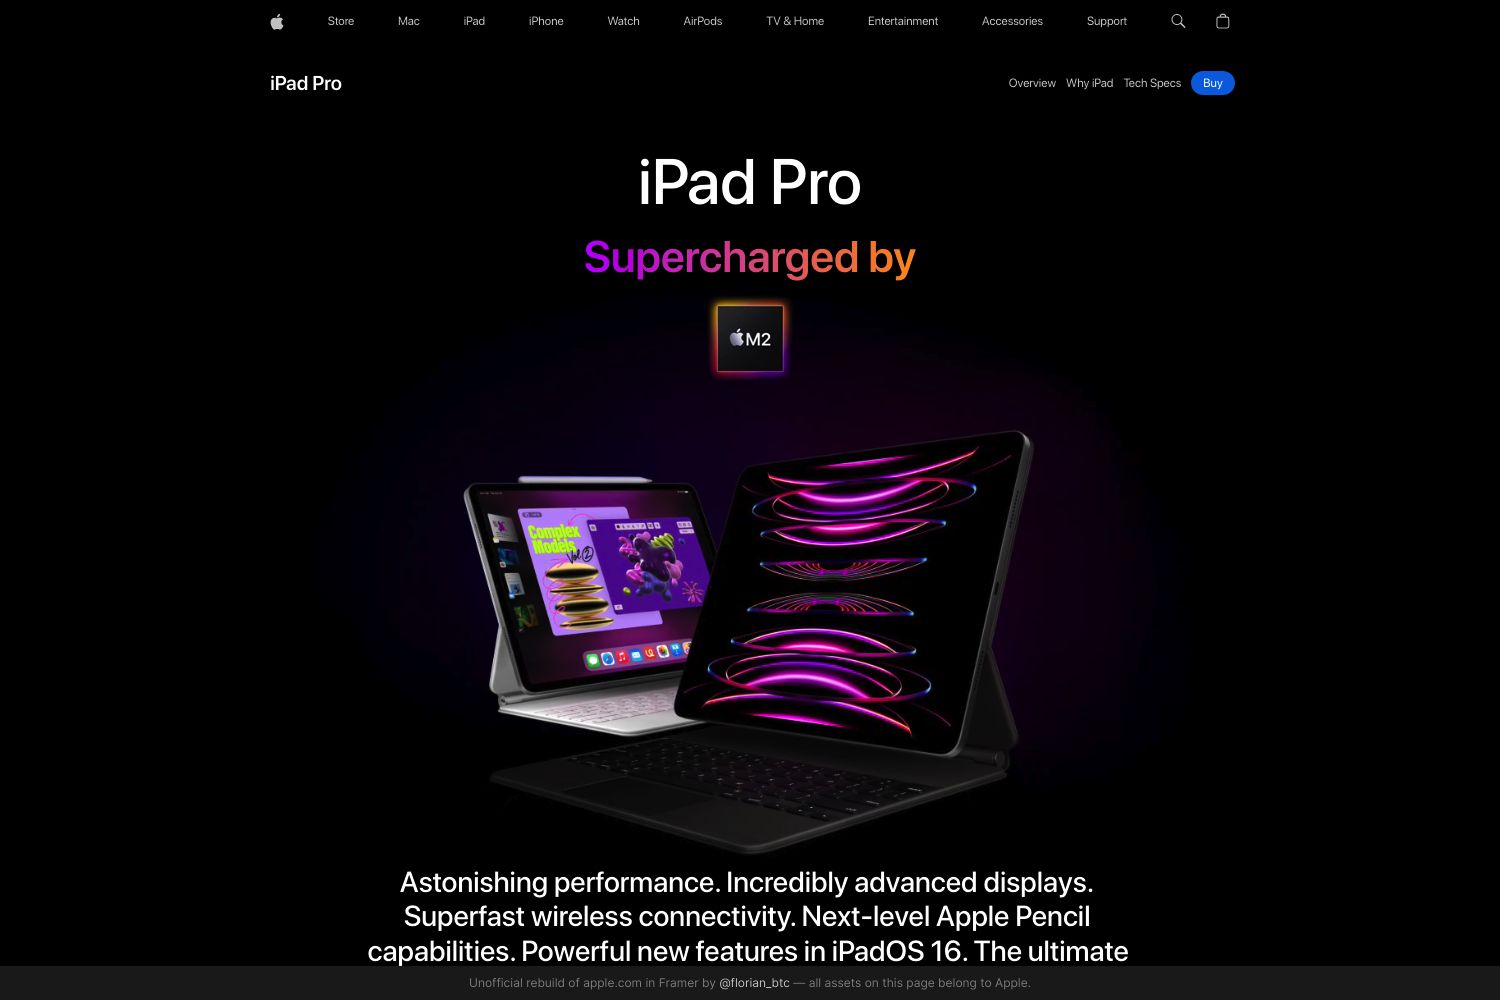 Store Mac iPad iPhone Watch AirPods TV & Home Entertainment Accessories Support
iPad Pro
Overview Why iPad Tech Specs Buy
iPad Pro
Supercharged by
M2
Complex
Models
Vol 2
Astonishing performance. Incredibly advanced displays.
Superfast wireless connectivity. Next-level Apple Pencil
capabilities. Powerful new features in iPadOS 16. The ultimate
Unofficial rebuild of apple.com in Framer by @florian_btc — all assets on this page belong to Apple.